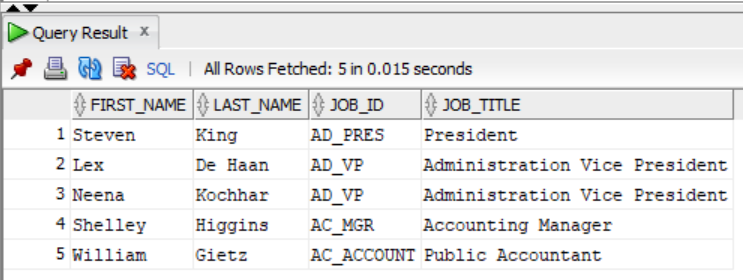 Query Result x
SQL | All Rows Fetched: 5 in 0.015 seconds
FIRST_NAME LAST_NAME JOB_ID JOB_TITLE
1 Steven King AD_PRES President
2 Lex De Haan AD_VP Administration Vice President
3 Neena Kochhar AD_VP Administration Vice President
4 Shelley Higgins AC_MGR Accounting Manager
5 William Gietz AC_ACCOUNT Public Accountant